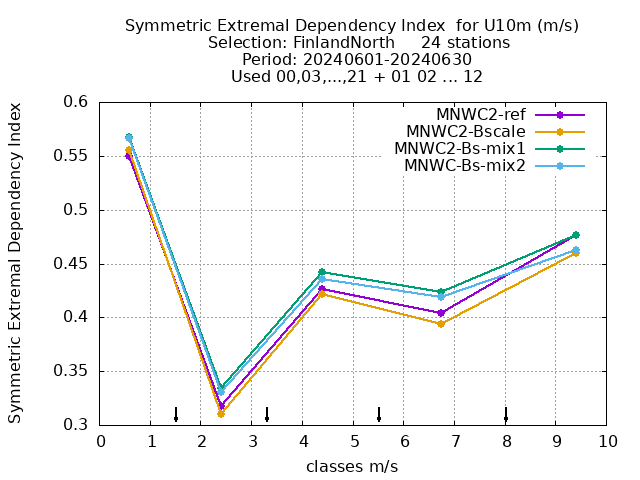 Symmetric Extremal Dependency Index  for U10m (m/s)
Selection: FinlandNorth     24 stations
Period: 20240601-20240630
Used 00,03,...,21 + 01 02 ... 12
Symmetric Extremal Dependency Index
0.6
0.55
0.5
0.45
0.4
0.35
0.3
MNWC2-ref
MNWC2-Bscale
MNWC2-Bs-mix1
MNWC-Bs-mix2
0 1 2 3 4 5 6 7 8 9 10
classes m/s